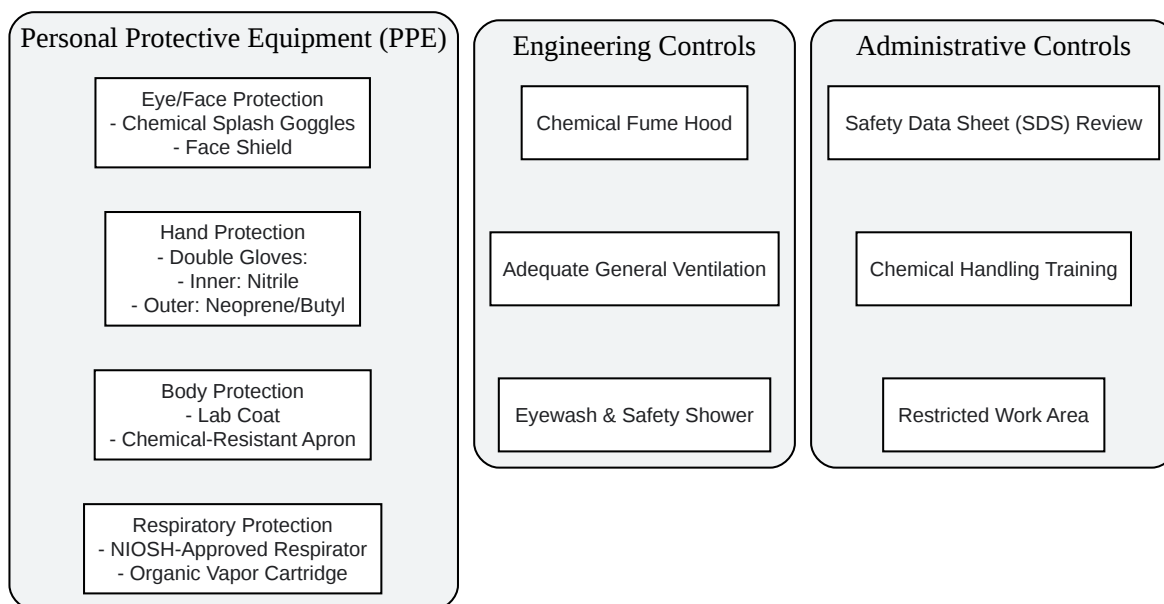 Personal Protective Equipment (PPE)
Eye/Face Protection
- Chemical Splash Goggles
- Face Shield
Hand Protection
- Double Gloves:
- Inner: Nitrile
- Outer: Neoprene/Butyl
Body Protection
- Lab Coat
- Chemical-Resistant Apron
Respiratory Protection
- NIOSH-Approved Respirator
- Organic Vapor Cartridge
Engineering Controls
Chemical Fume Hood
Adequate General Ventilation
Eyewash & Safety Shower
Administrative Controls
Safety Data Sheet (SDS) Review
Chemical Handling Training
Restricted Work Area